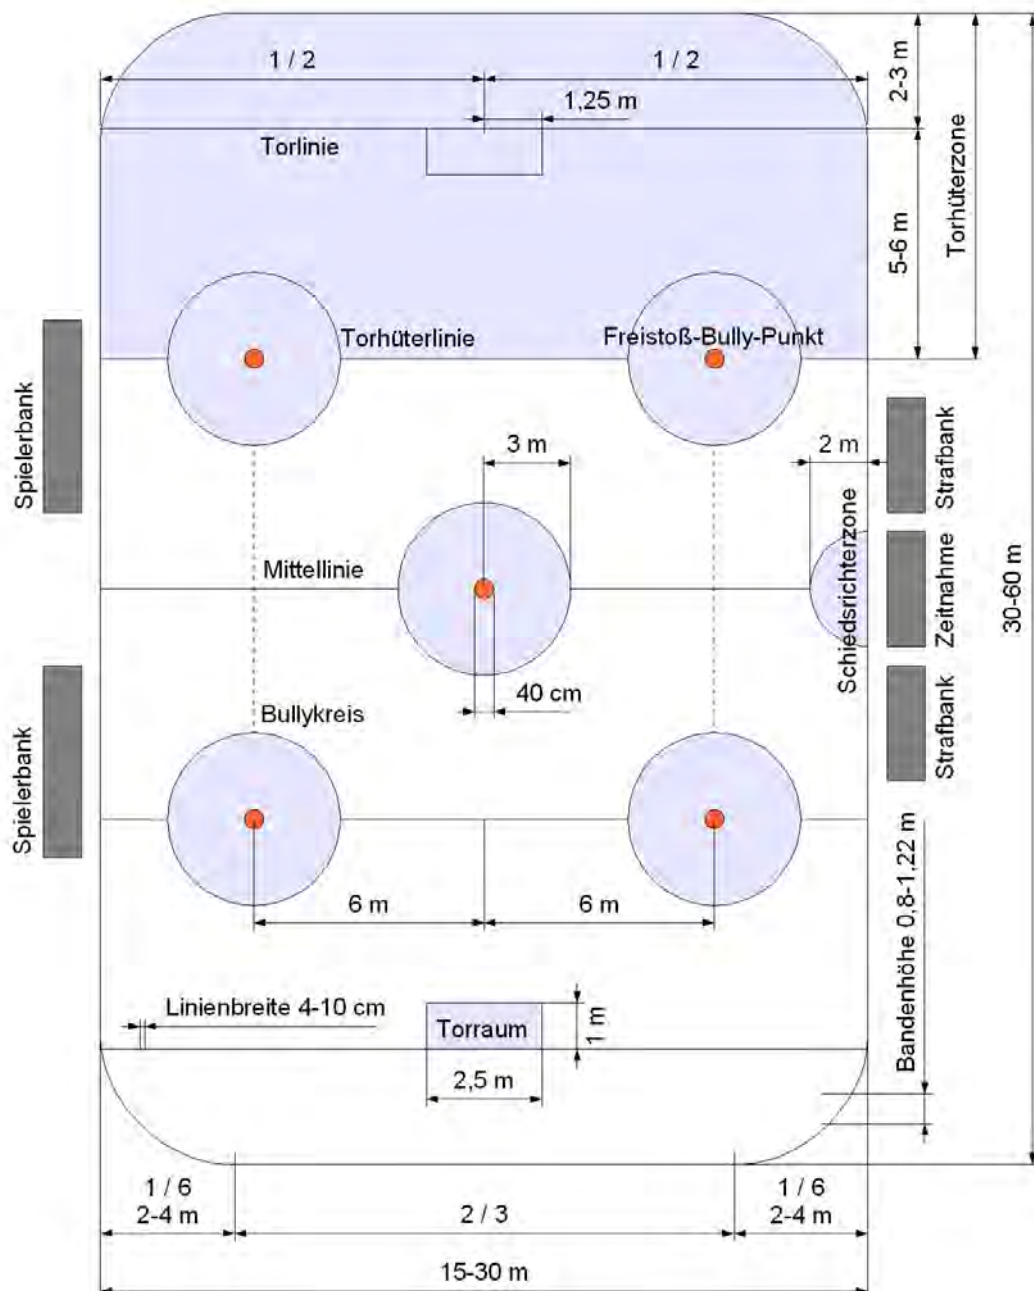 1 / 2
1 / 2
2-3 m
1,25 m
Torlinie
Torhüterzone
5-6 m
Torhüterlinie
Freistoß-Bully-Punkt
Spielerbank
3 m
2 m
Strafbank
Schiedsrichterzone
Mittellinie
Zeitnahme
30-60 m
40 cm
Bullykreis
Spielerbank
Strafbank
6 m
6 m
Bandenhöhe 0,8-1,22 m
Linienbreite 4-10 cm
Torraum
1 m
2,5 m
1 / 6
2-4 m
2 / 3
1 / 6
2-4 m
15-30 m